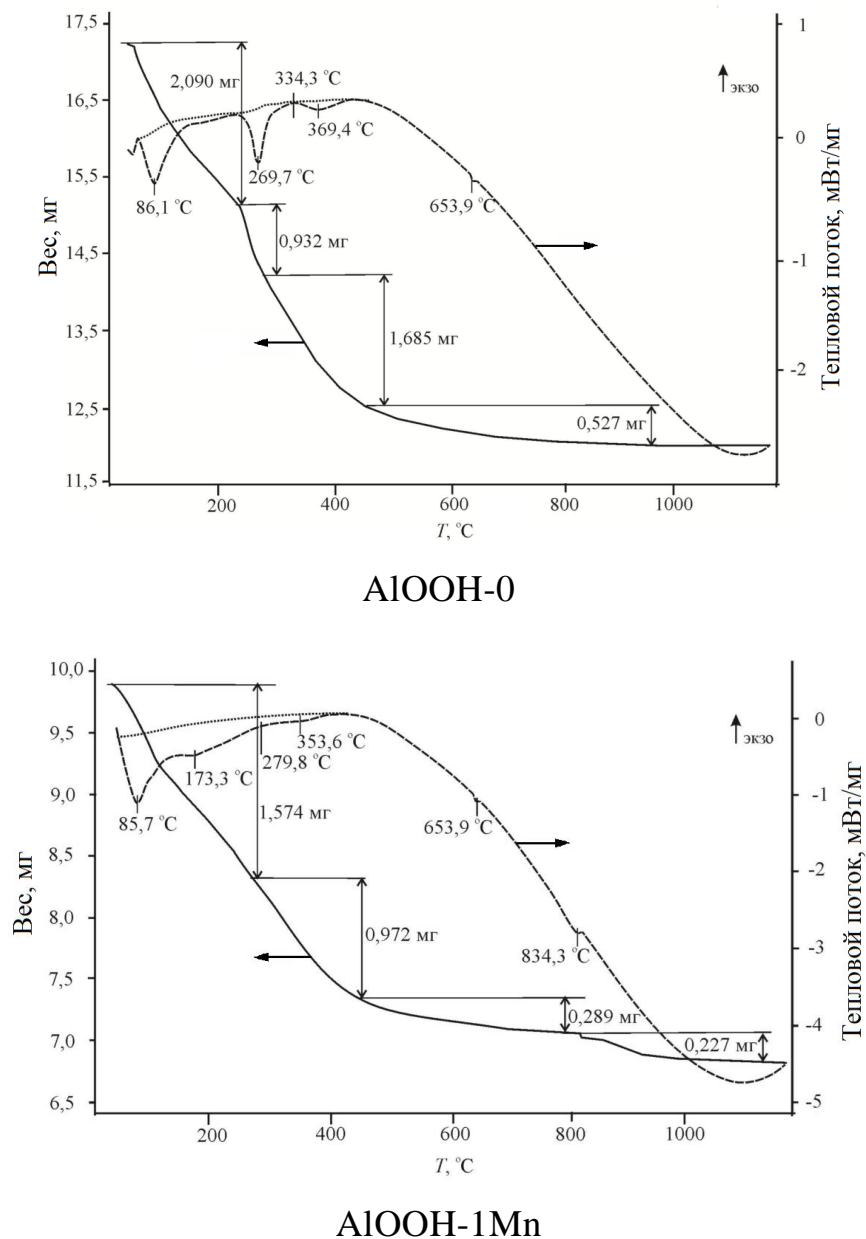 17,5
16,5
15,5
14,5
13,5
12,5
11,5
Вес, мг
1
0
-1
-2
Тепловой поток, мВт/мг
экзо
2,090 мг
334,3 °C
369,4 °C
269,7 °C
86,1 °C
653,9 °C
0,932 мг
1,685 мг
0,527 мг
200 400 600 800 1000
T, °C
AlOOH-0
10,0
9,5
9,0
8,5
8,0
7,5
7,0
6,5
Вес, мг
0
-1
-2
-3
-4
-5
Тепловой поток, мВт/мг
экзо
353,6 °C
279,8 °C
173,3 °C
85,7 °C
1,574 мг
653,9 °C
0,972 мг
834,3 °C
0,289 мг
0,227 мг
200 400 600 800 1000
T, °C
AlOOH-1Mn